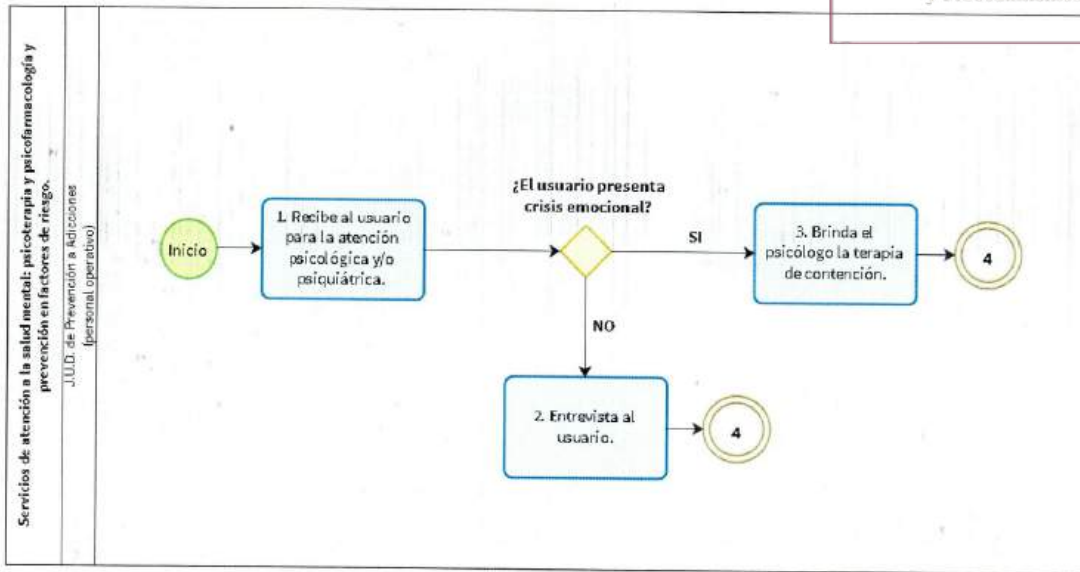 Servicios de atención a la salud mental: psicoterapia y psicofarmacología y
prevención en factores de riesgo.
J.U.D. de Prevención a Adicciones
(personal operativo)
Inicio
1. Recibe al usuario
para la atención
psicológica y/o
psiquiátrica.
¿El usuario presenta
crisis emocional?
SI
3. Brinda el
psicólogo la terapia
de contención.
4
NO
2. Entrevista al
usuario.
4